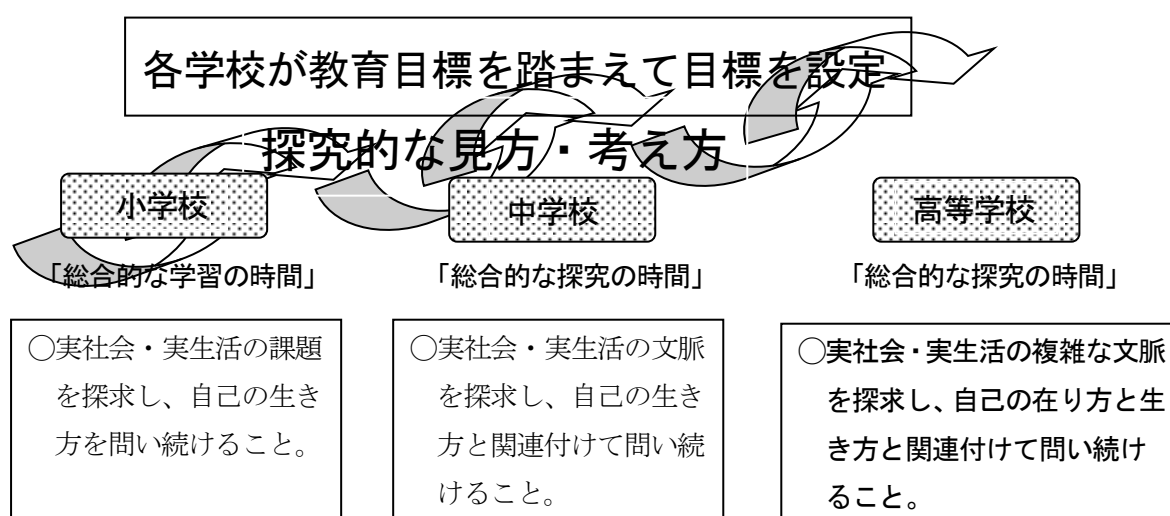 各学校が教育目標を踏まえて目標を設定
探究的な見方・考え方
小学校
中学校
高等学校
「総合的な学習の時間」
「総合的な探究の時間」
「総合的な探究の時間」
○実社会・実生活の課題
を探求し、自己の生き
方を問い続けること。
○実社会・実生活の文脈
を探求し、自己の生き
方と関連付けて問い続
けること。
○実社会・実生活の複雑な文脈
を探求し、自己の在り方と生
き方と関連付けて問い続け
ること。